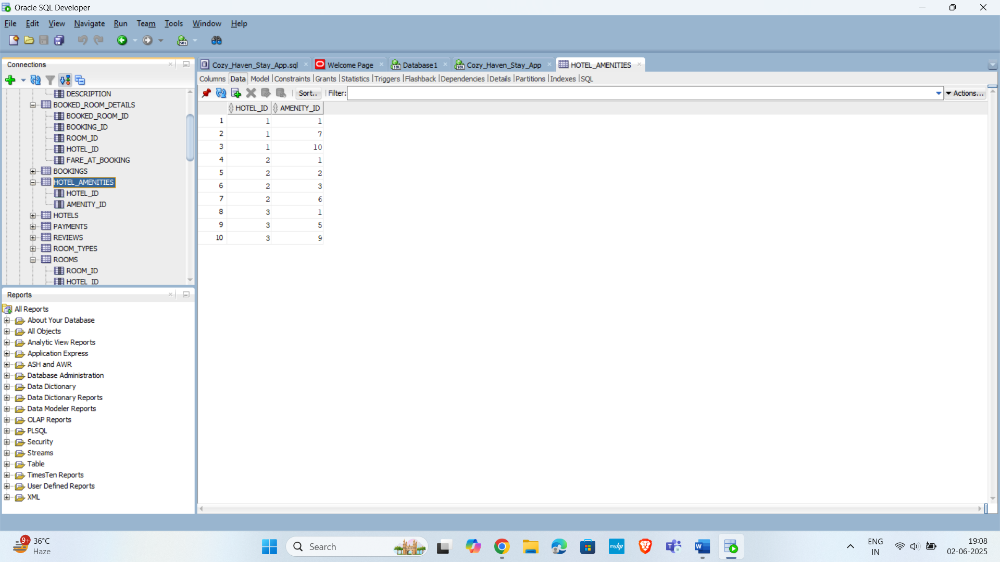 Oracle SQL Developer
File Edit View Navigate Run Team Tools Window Help
Connections
DESCRIPTION
BOOKED_ROOM_DETAILS
BOOKED_ROOM_ID
BOOKING_ID
ROOM_ID
HOTEL_ID
FARE_AT_BOOKING
BOOKINGS
HOTEL_AMENITIES
HOTEL_ID
AMENITY_ID
HOTELS
PAYMENTS
REVIEWS
ROOM_TYPES
ROOMS
ROOM_ID
HOTEL_ID
Reports
All Reports
About Your Database
All Objects
Analytic View Reports
Application Express
ASH and AWR
Database Administration
Data Dictionary
Data Dictionary Reports
Data Modeler Reports
OLAP Reports
PLSQL
Security
Streams
Table
TimesTen Reports
User Defined Reports
XML
Cozy_Haven_Stay_App.sql Welcome Page Database1 Cozy_Haven_Stay_App HOTEL_AMENITIES
Columns Data Model Constraints Grants Statistics Triggers Flashback Dependencies Details Partitions Indexes SQL
Sort.. Filter: Actions...
HOTEL_ID AMENITY_ID
1 1 1
2 1 7
3 1 10
4 2 1
5 2 2
6 2 3
7 2 6
8 3 1
9 3 5
10 3 9
9+ 36°C
Haze
Search
myhp
ENG
IN
19:08
02-06-2025